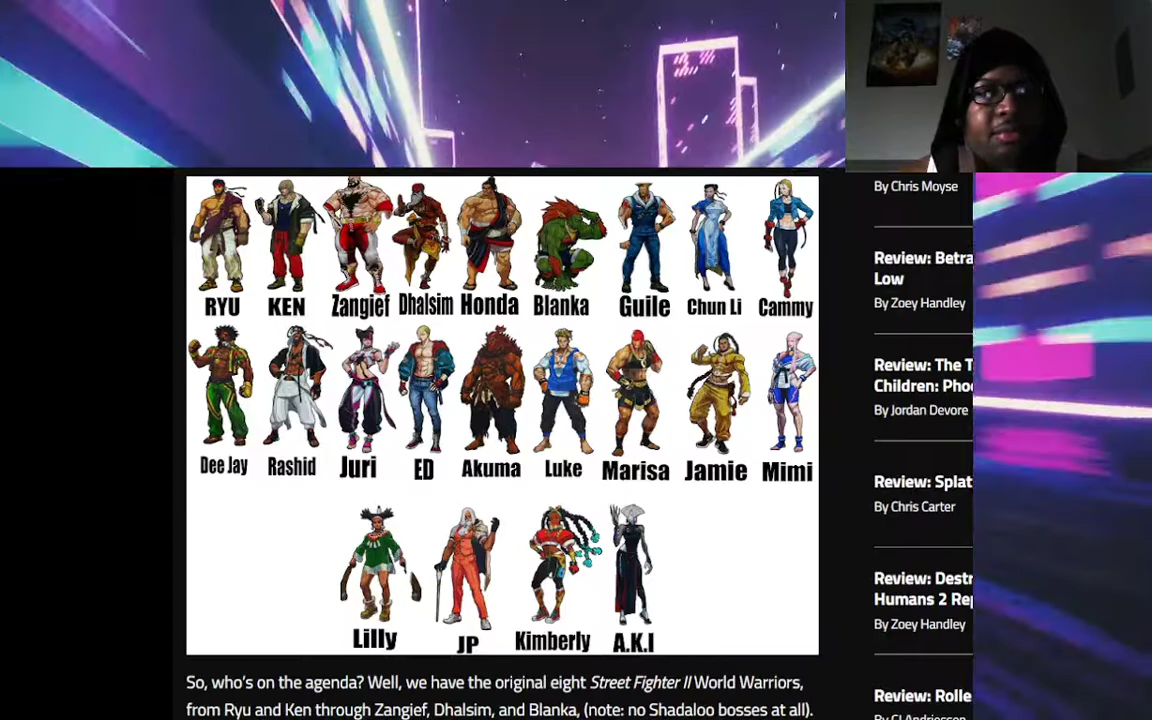 By Chris Moyse
RYU KEN Zangief Dhalsim Honda Blanka Guile Chun Li Cammy
Review: Betra
Low
By Zoey Handley
Review: The T
Children: Pho
By Jordan Devore
Dee Jay Rashid Juri ED Akuma Luke Marisa Jamie Mimi
Review: Splat
By Chris Carter
Review: Destr
Humans 2 Rep
By Zoey Handley
Lilly JP Kimberly A.K.I
So, who's on the agenda? Well, we have the original eight Street Fighter II World Warriors,
from Ryu and Ken through Zangief, Dhalsim, and Blanka, (note: no Shadaloo bosses at all).
Review: Rolle